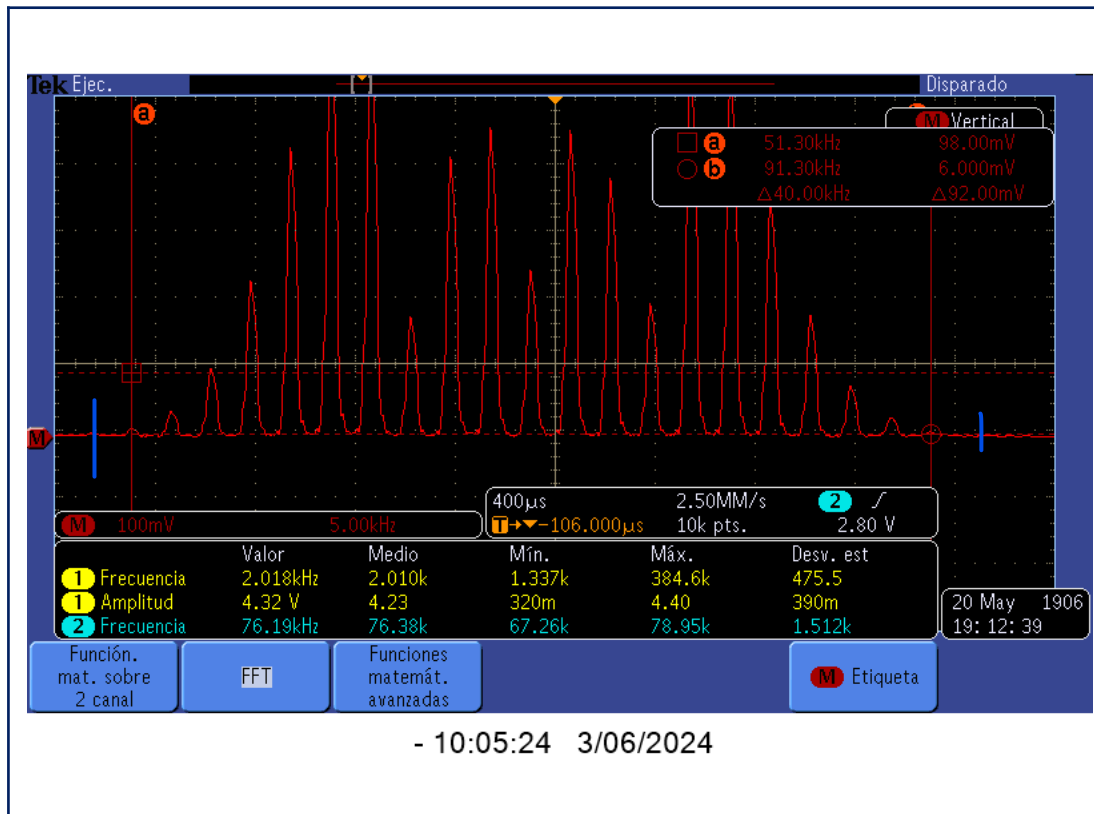 Tek Ejec. Disparado
a
M Vertical
a 51.30kHz 98.00mV
b 91.30kHz 6.000mV
△40.00kHz △92.00mV
M
400µs 2.50MM/s 2
M 100mV 5.00kHz T→▼-106.000µs 10k pts. 2.80 V
Valor Medio Mín. Máx. Desv. est
1 Frecuencia 2.018kHz 2.010k 1.337k 384.6k 475.5
1 Amplitud 4.32 V 4.23 320m 4.40 390m
2 Frecuencia 76.19kHz 76.38k 67.26k 78.95k 1.512k
20 May 1906
19:12:39
Función.
mat. sobre
2 canal
FFT
Funciones
matemát.
avanzadas
M Etiqueta
- 10:05:24 3/06/2024